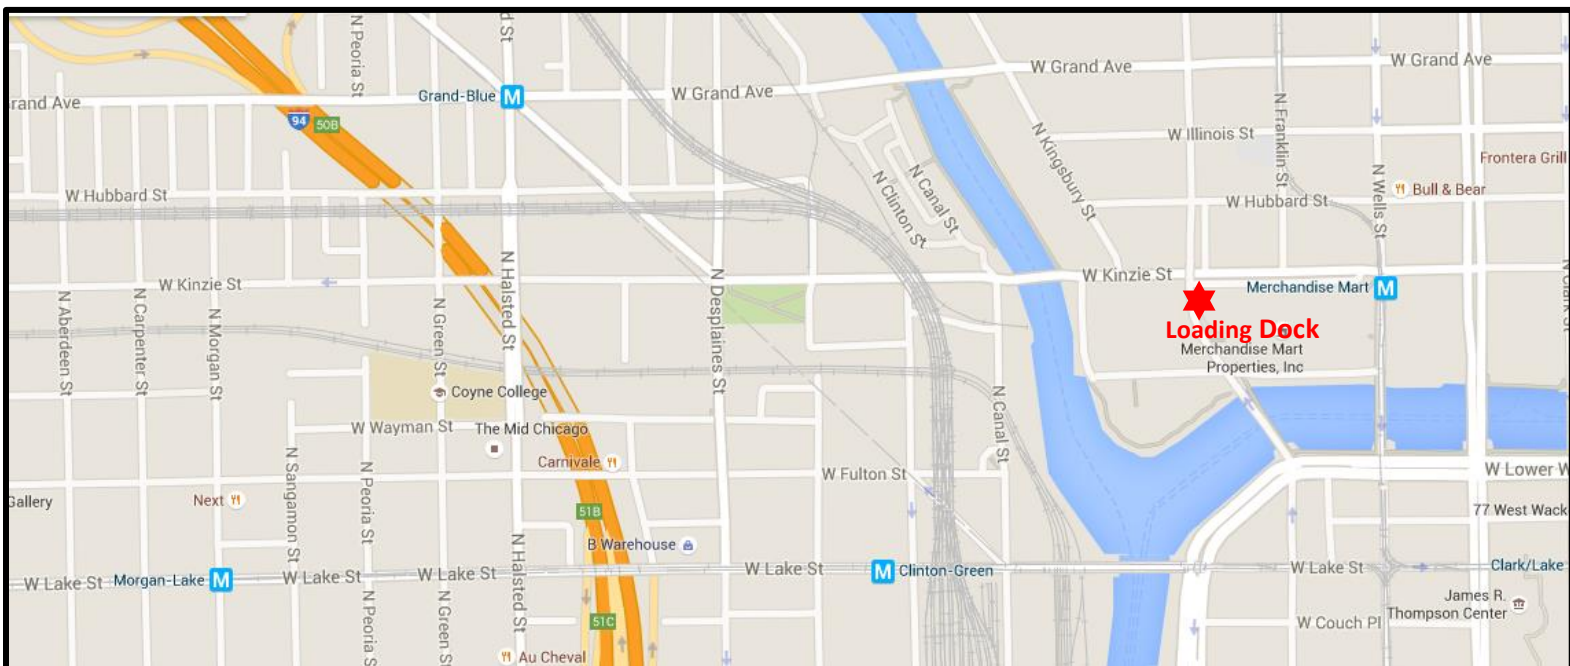 N Peoria St
d St
W Grand Ave
W Grand Ave
Grand-Blue
M
W Grand Ave
rand Ave
94
50B
N Kingsbury St
W Illinois St
N Franklin St
Frontera Grill
N Wells St
Bull & Bear
W Hubbard St
N Clinton St
N Canal St
W Hubbard St
W Kinzie St
W Kinzie St
Merchandise Mart
M
N Clark St
N Aberdeen St
N Carpenter St
N Morgan St
N Green St
N Halsted St
N Desplaines St
Loading Dock
Merchandise Mart
Properties, Inc
Coyne College
N Canal St
W Wayman St
The Mid Chicago
Carnivale
W Fulton St
W Lower W
N Sangamon St
N Peoria St
Gallery
Next
51B
77 West Wack
B Warehouse
N Halsted St
W Lake St
Morgan-Lake
M
W Lake St
W Lake St
W Lake St
M
Clinton-Green
W Lake St
Clark/Lake
N Peoria S
N Green St
51C
James R.
Thompson Center
W Couch Pl
Au Cheval